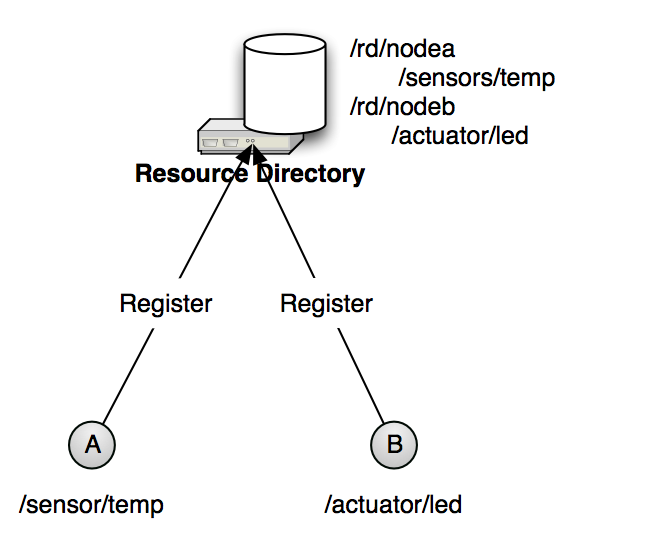 /rd/nodea
/sensors/temp
/rd/nodeb
/actuator/led
Resource Directory
Register
Register
A
B
/sensor/temp
/actuator/led